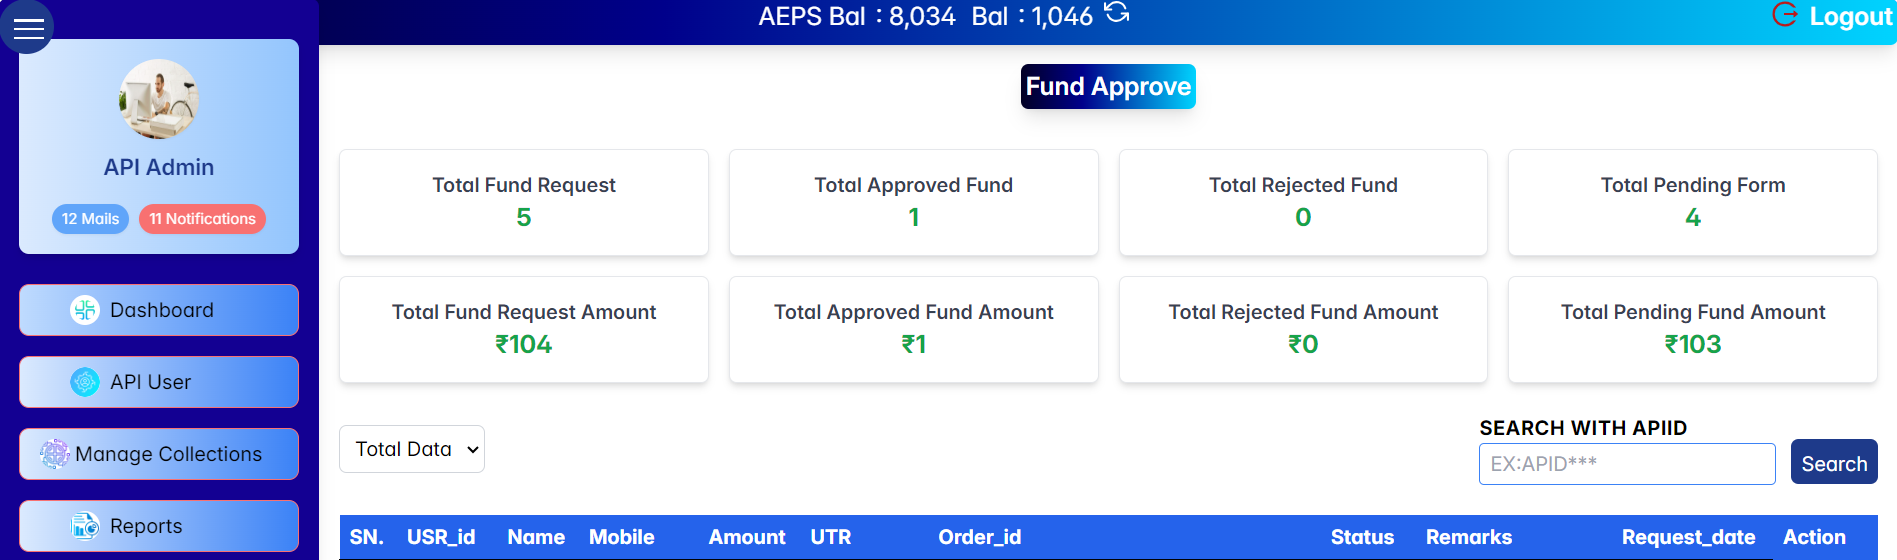 AEPS Bal : 8,034 Bal : 1,046
Logout
API Admin
12 Mails 11 Notifications
Dashboard
API User
Manage Collections
Reports
Fund Approve
Total Fund Request
5
Total Approved Fund
1
Total Rejected Fund
0
Total Pending Form
4
Total Fund Request Amount
₹104
Total Approved Fund Amount
₹1
Total Rejected Fund Amount
₹0
Total Pending Fund Amount
₹103
Total Data
SEARCH WITH APIID
EX:APID***
Search
SN. USR_id Name Mobile Amount UTR Order_id Status Remarks Request_date Action